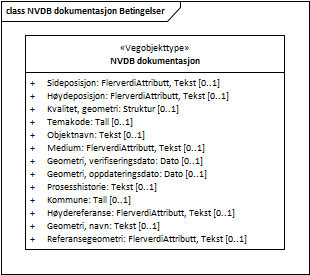 class NVDB dokumentasjon Betingelser
«Vegobjekttype»
NVDB dokumentasjon
+ Sideposisjon: FlerverdiAttributt, Tekst [0..1]
+ Høydeposisjon: FlerverdiAttributt, Tekst [0..1]
+ Kvalitet, geometri: Struktur [0..1]
+ Temakode: Tall [0..1]
+ Objektnavn: Tekst [0..1]
+ Medium: FlerverdiAttributt, Tekst [0..1]
+ Geometri, verifiseringsdato: Dato [0..1]
+ Geometri, oppdateringsdato: Dato [0..1]
+ Prosesshistorie: Tekst [0..1]
+ Kommune: Tall [0..1]
+ Høydereferanse: FlerverdiAttributt, Tekst [0..1]
+ Geometri, navn: Tekst [0..1]
+ Referansegeometri: FlerverdiAttributt, Tekst [0..1]